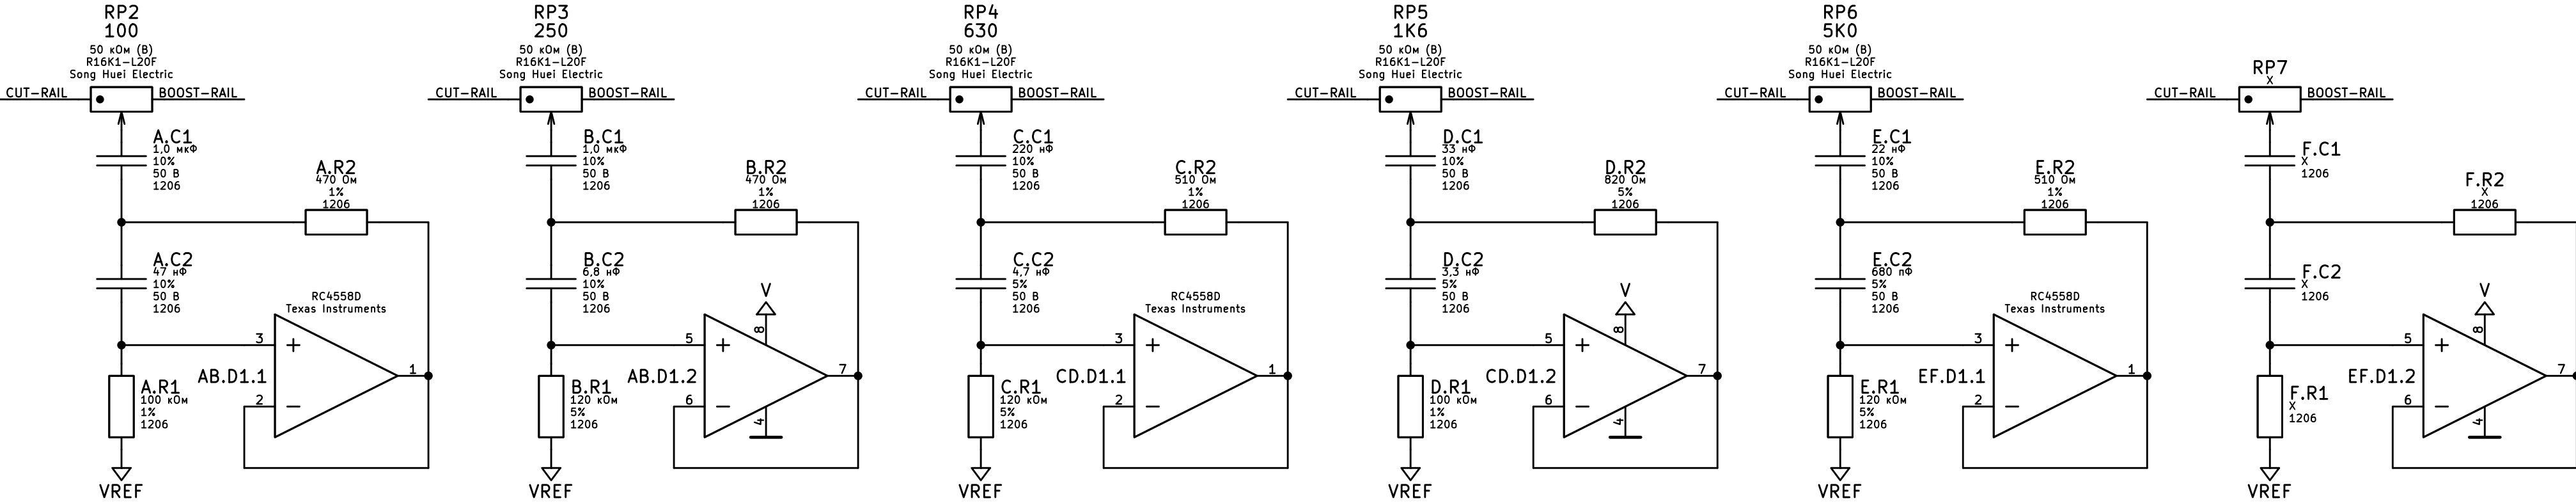 RP2
100
50 кОм (B)
R16K1-L20F
Song Huei Electric
CUT-RAIL
BOOST-RAIL
A.C1
1,0 мкФ
10%
50 В
1206
A.R2
470 Ом
1%
1206
A.C2
47 нФ
10%
50 В
1206
RC4558D
Texas Instruments
3
+
AB.D1.1
1
2
−
A.R1
100 кОм
1%
1206
VREF
RP3
250
50 кОм (B)
R16K1-L20F
Song Huei Electric
CUT-RAIL
BOOST-RAIL
B.C1
1,0 мкФ
10%
50 В
1206
B.R2
470 Ом
1%
1206
B.C2
6,8 нФ
10%
50 В
1206
V
8
5
+
AB.D1.2
7
6
−
4
B.R1
120 кОм
5%
1206
VREF
RP4
630
50 кОм (B)
R16K1-L20F
Song Huei Electric
CUT-RAIL
BOOST-RAIL
C.C1
220 нФ
10%
50 В
1206
C.R2
510 Ом
1%
1206
C.C2
4,7 нФ
5%
50 В
1206
RC4558D
Texas Instruments
3
+
CD.D1.1
1
2
−
C.R1
120 кОм
5%
1206
VREF
RP5
1K6
50 кОм (B)
R16K1-L20F
Song Huei Electric
CUT-RAIL
BOOST-RAIL
D.C1
33 нФ
10%
50 В
1206
D.R2
820 Ом
5%
1206
D.C2
3,3 нФ
5%
50 В
1206
V
8
5
+
CD.D1.2
7
6
−
4
D.R1
100 кОм
1%
1206
VREF
RP6
5K0
50 кОм (B)
R16K1-L20F
Song Huei Electric
CUT-RAIL
BOOST-RAIL
E.C1
22 нФ
10%
50 В
1206
E.R2
510 Ом
1%
1206
E.C2
680 пФ
5%
50 В
1206
RC4558D
Texas Instruments
3
+
EF.D1.1
1
2
−
E.R1
120 кОм
5%
1206
VREF
RP7
X
CUT-RAIL
BOOST-RAIL
F.C1
X
1206
F.R2
X
1206
F.C2
X
1206
V
8
5
+
EF.D1.2
7
6
−
4
F.R1
X
1206
VREF